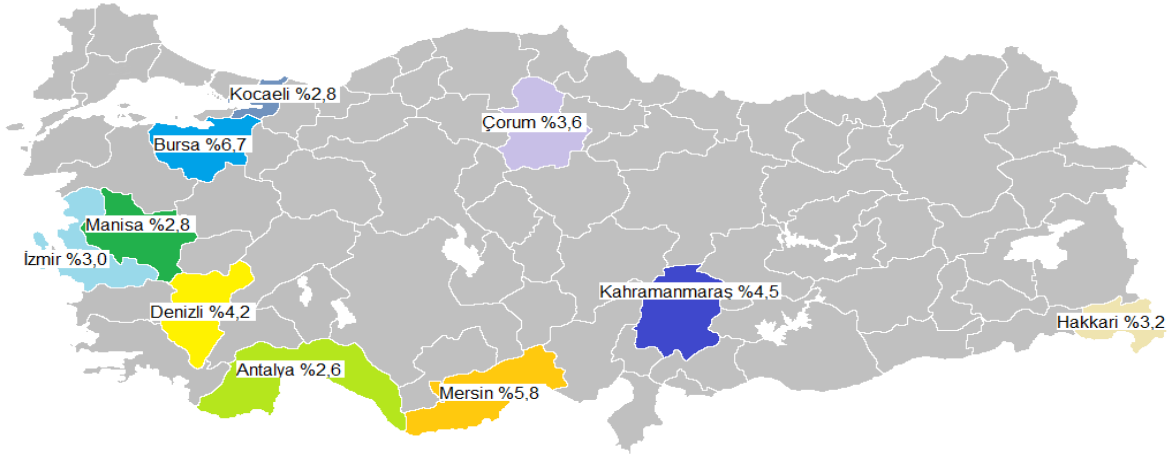 Kocaeli %2,8
Çorum %3,6
Bursa %6,7
Manisa %2,8
İzmir %3,0
Kahramanmaraş %4,5
Denizli %4,2
Hakkari %3,2
Antalya %2,6
Mersin %5,8